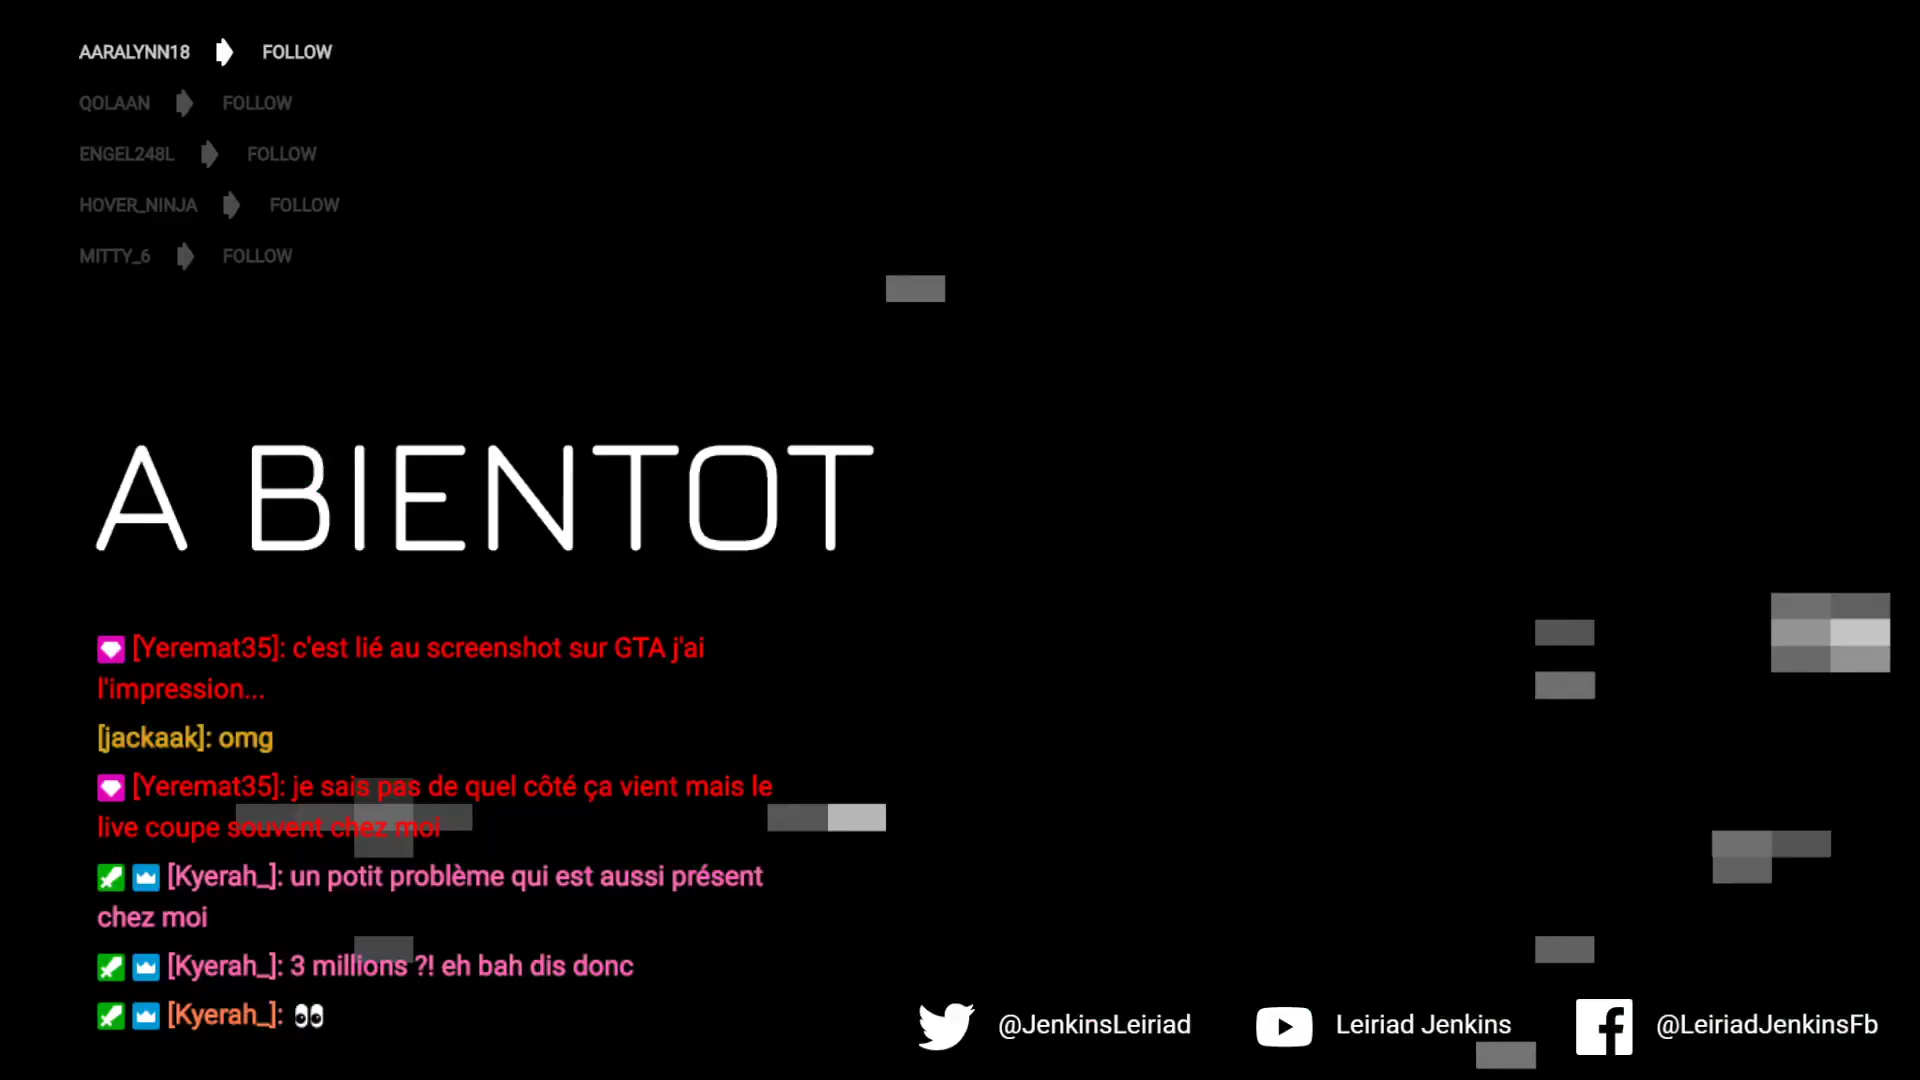 AARALYNN18 FOLLOW
QOLAAN FOLLOW
ENGEL248L FOLLOW
HOVER_NINJA FOLLOW
MITTY_6 FOLLOW
A BIENTOT
[Yeremat35]: c'est lié au screenshot sur GTA j'ai
l'impression...
[jackaak]: omg
[Yeremat35]: je sais pas de quel côté ça vient mais le
live coupe souvent chez moi
[Kyerah_]: un potit problème qui est aussi présent
chez moi
[Kyerah_]: 3 millions ?! eh bah dis donc
[Kyerah_]: 👀
@JenkinsLeiriad Leiriad Jenkins @LeiriadJenkinsFb